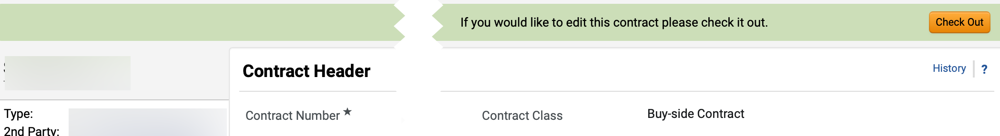 If you would like to edit this contract please check it out.
Check Out
Contract Header
History
?
Type:
2nd Party:
Contract Number ★
Contract Class
Buy-side Contract